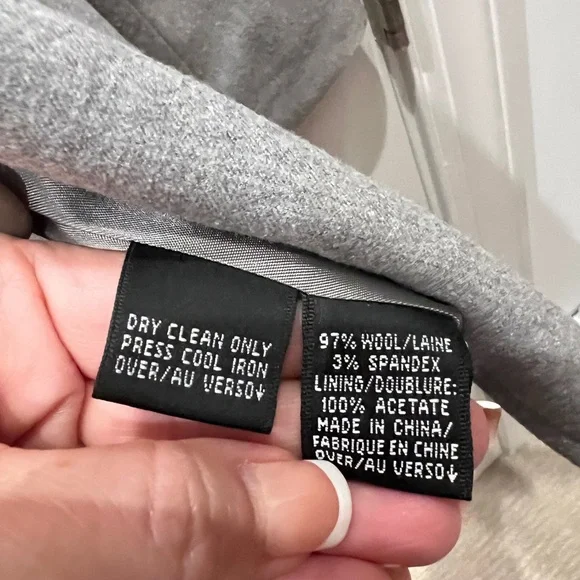 DRY CLEAN ONLY
PRESS COOL IRON
OVER/AU VERSO↓
97% WOOL/LAINE
3% SPANDEX
LINING/DOUBLURE:
100% ACETATE
MADE IN CHINA/
FABRIQUE EN CHINE
OVER/AU VERSO↓